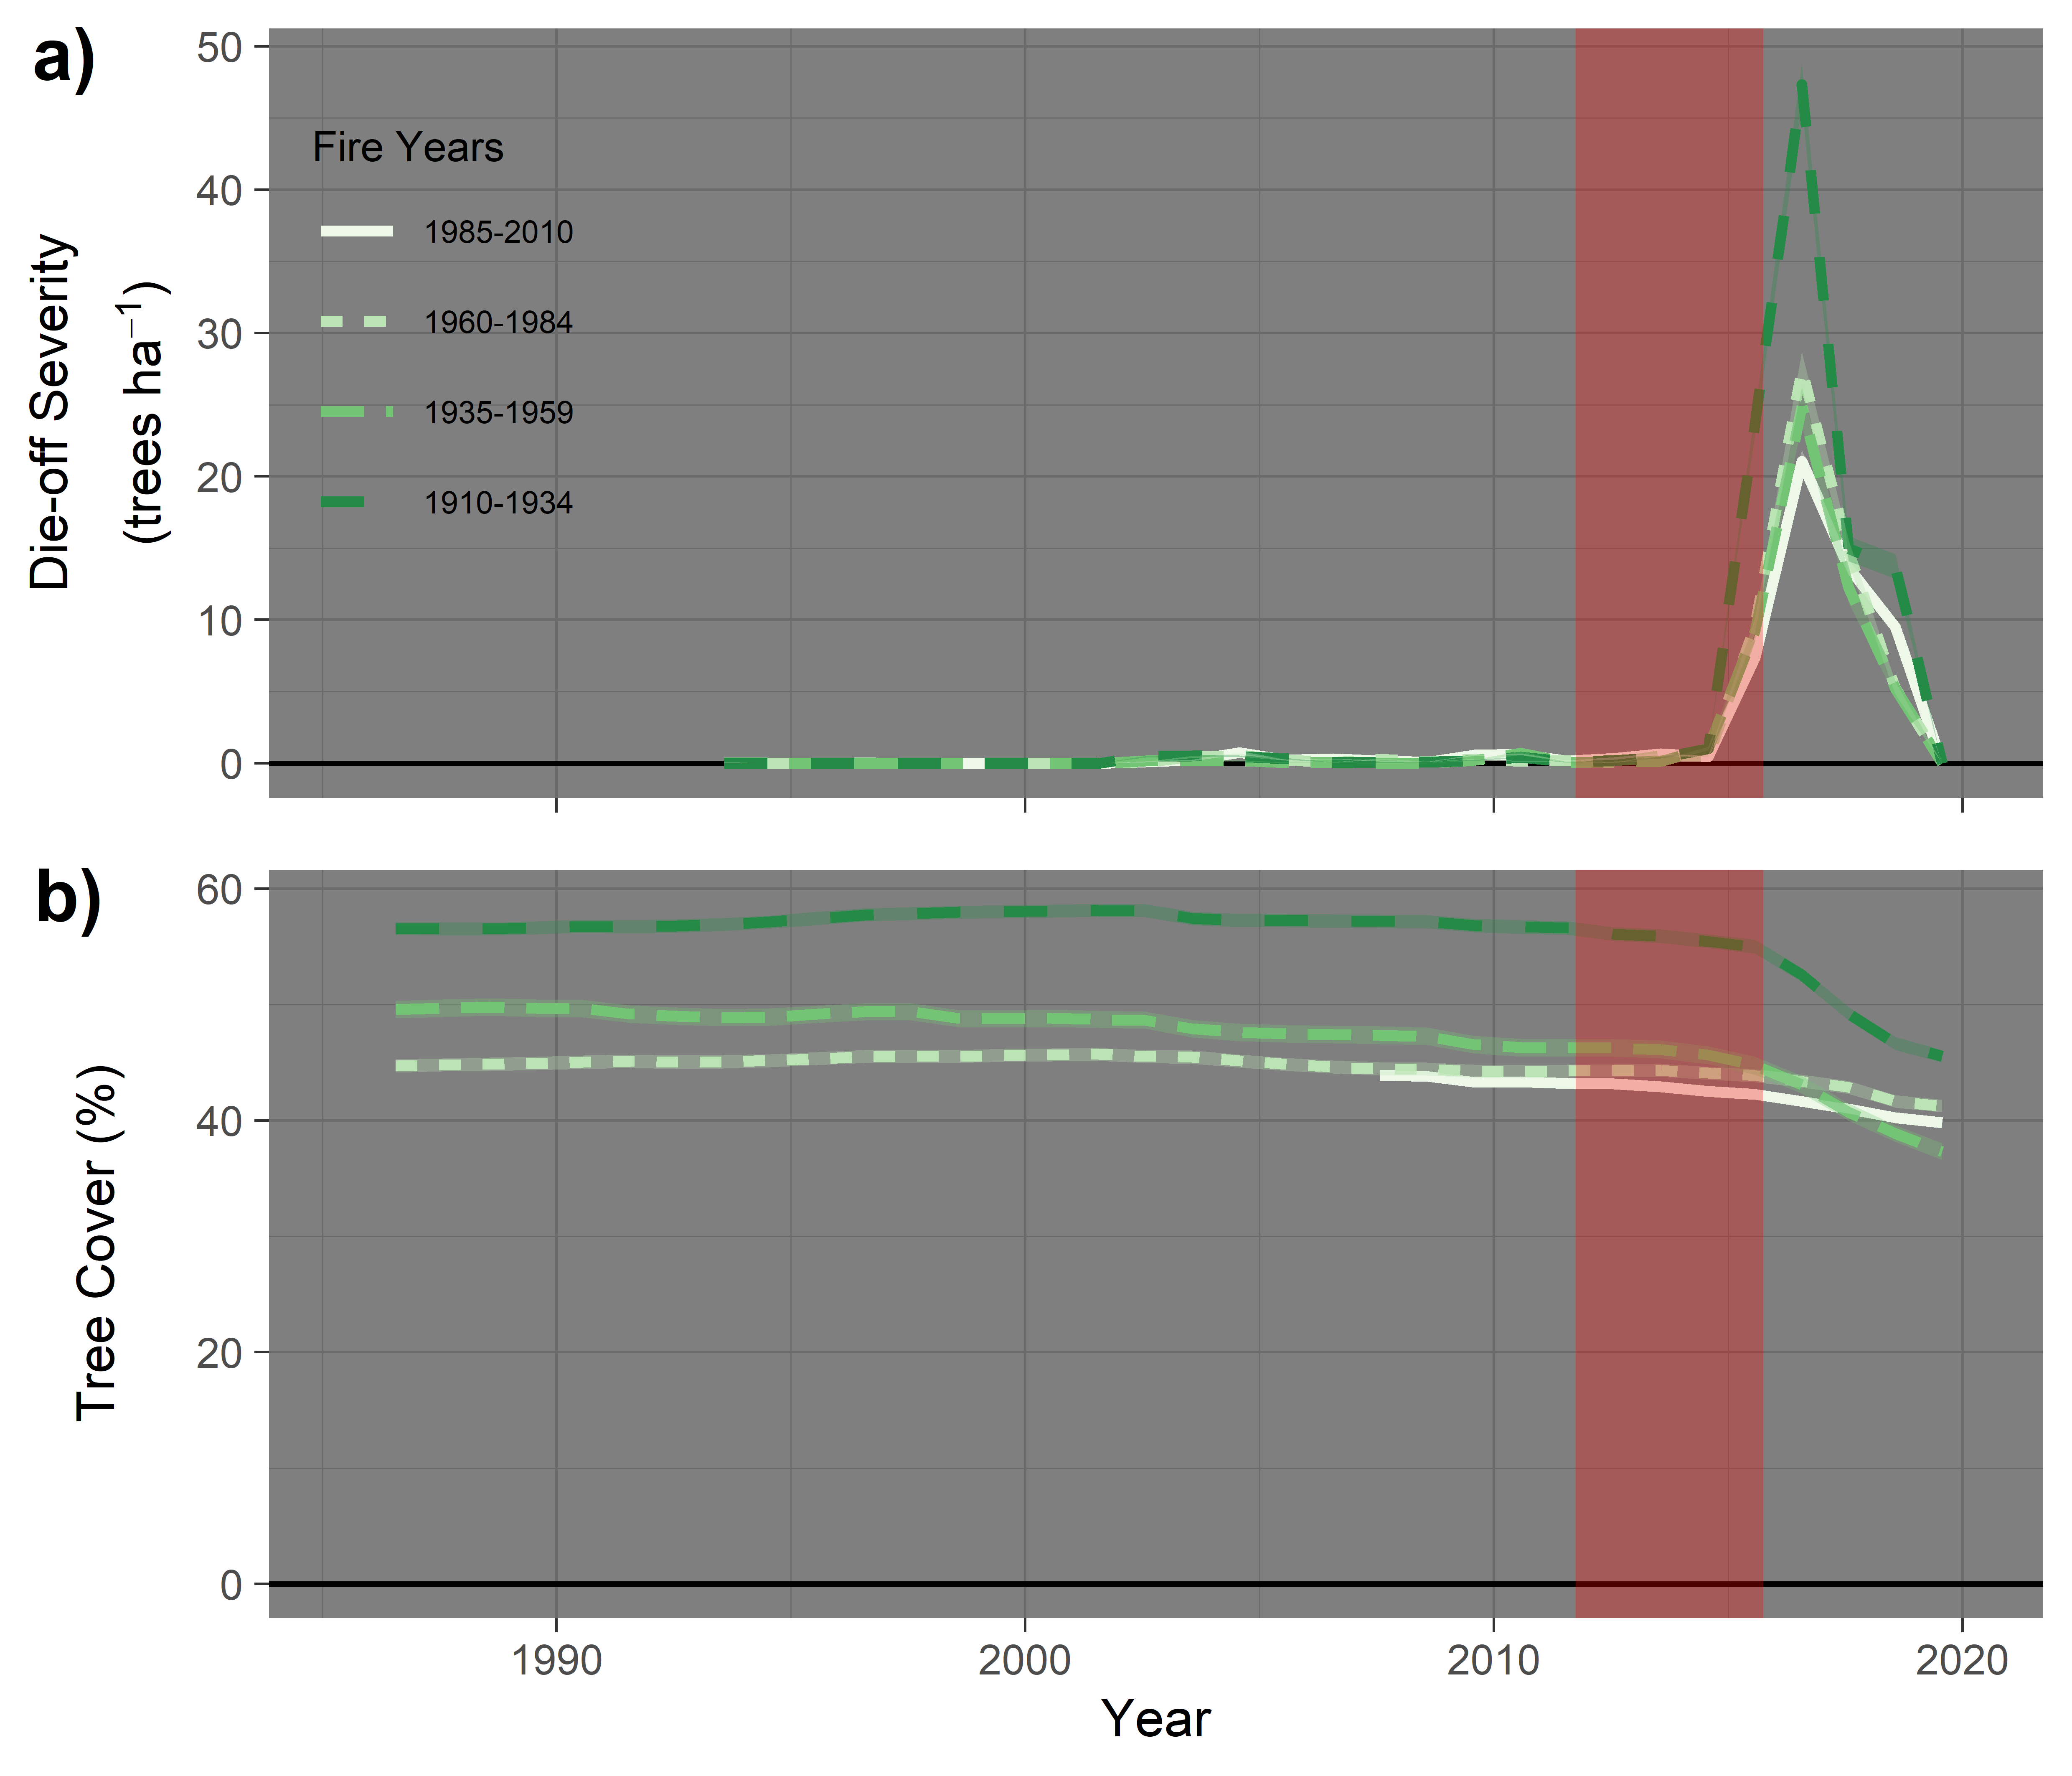 a)
Die-off Severity
(trees ha⁻¹)
50
40
30
20
10
0
Fire Years
1985-2010
1960-1984
1935-1959
1910-1934
b)
Tree Cover (%)
60
40
20
0
1990 2000 2010 2020
Year